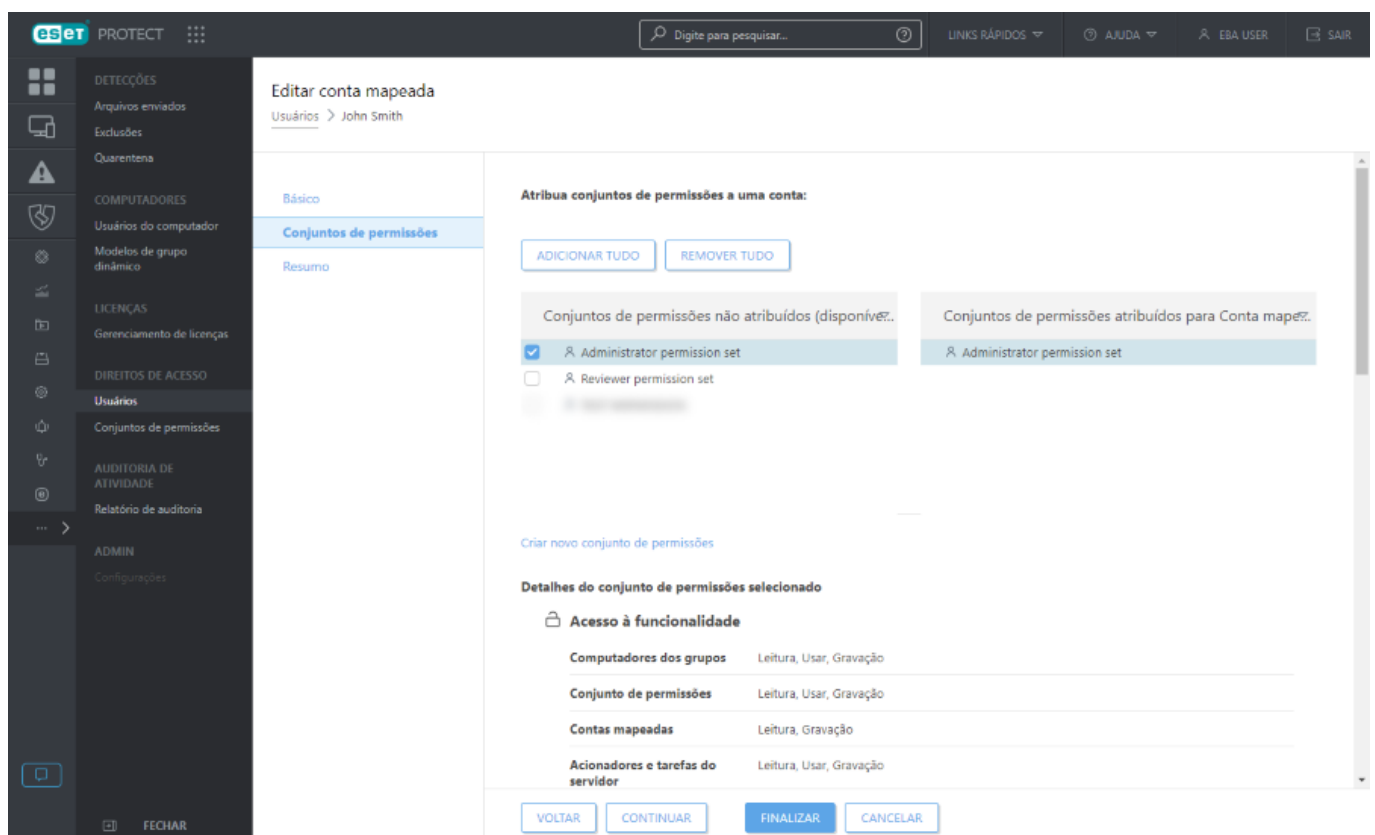 eset PROTECT
Digite para pesquisar...
LINKS RÁPIDOS
AJUDA
EBA USER
SAIR
DETECÇÕES
Arquivos enviados
Exclusões
Quarentena
COMPUTADORES
Usuários do computador
Modelos de grupo
dinâmico
LICENÇAS
Gerenciamento de licenças
DIREITOS DE ACESSO
Usuários
Conjuntos de permissões
AUDITORIA DE
ATIVIDADE
Relatório de auditoria
ADMIN
Configurações
FECHAR
Editar conta mapeada
Usuários > John Smith
Básico
Conjuntos de permissões
Resumo
Atribua conjuntos de permissões a uma conta:
ADICIONAR TUDO
REMOVER TUDO
Conjuntos de permissões não atribuídos (disponíve...
Administrator permission set
Reviewer permission set
Conjuntos de permissões atribuídos para Conta mape...
Administrator permission set
Criar novo conjunto de permissões
Detalhes do conjunto de permissões selecionado
Acesso à funcionalidade
Computadores dos grupos Leitura, Usar, Gravação
Conjunto de permissões Leitura, Usar, Gravação
Contas mapeadas Leitura, Gravação
Acionadores e tarefas do Leitura, Usar, Gravação
servidor
VOLTAR
CONTINUAR
FINALIZAR
CANCELAR